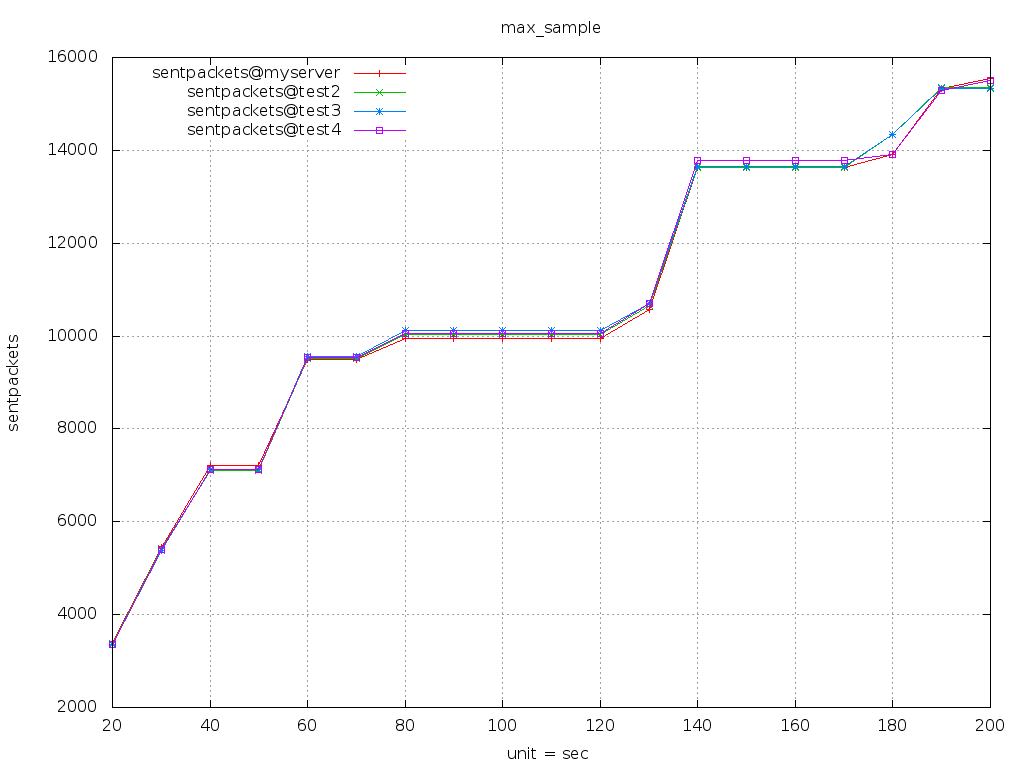 max_sample
16000
14000
12000
10000
8000
6000
4000
2000
sentpackets
sentpackets@myserver
sentpackets@test2
sentpackets@test3
sentpackets@test4
20 40 60 80 100 120 140 160 180 200
unit = sec